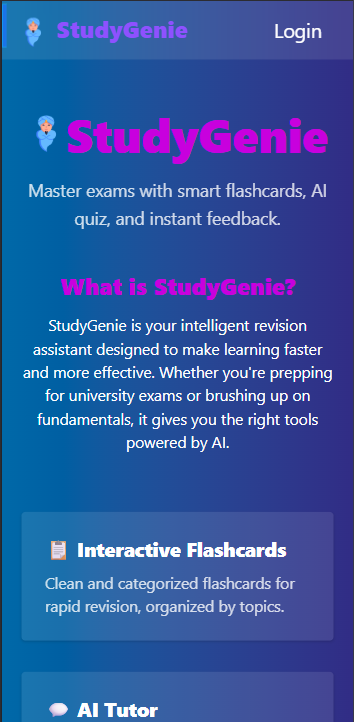 StudyGenie
Login
StudyGenie
Master exams with smart flashcards, AI
quiz, and instant feedback.
What is StudyGenie?
StudyGenie is your intelligent revision
assistant designed to make learning faster
and more effective. Whether you're prepping
for university exams or brushing up on
fundamentals, it gives you the right tools
powered by AI.
Interactive Flashcards
Clean and categorized flashcards for
rapid revision, organized by topics.
AI Tutor